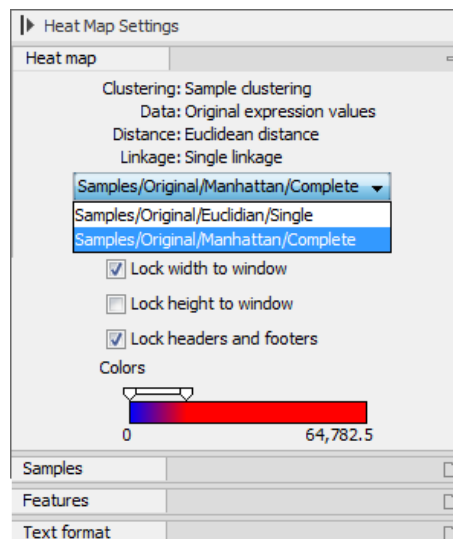 Heat Map Settings
Heat map
Clustering: Sample clustering
Data: Original expression values
Distance: Euclidean distance
Linkage: Single linkage
Samples/Original/Manhattan/Complete
Samples/Original/Euclidian/Single
Samples/Original/Manhattan/Complete
Lock width to window
Lock height to window
Lock headers and footers
Colors
0 64,782.5
Samples
Features
Text format